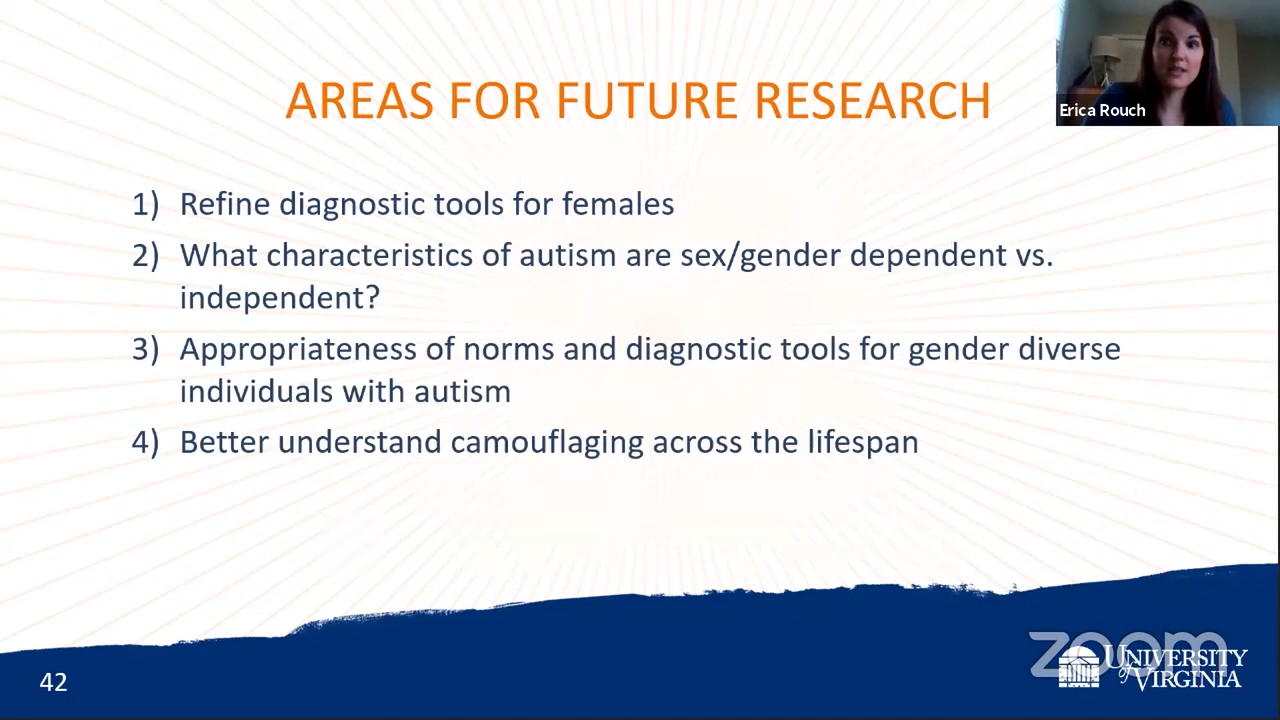 AREAS FOR FUTURE RESEARCH
Erica Rouch
1) Refine diagnostic tools for females
2) What characteristics of autism are sex/gender dependent vs.
independent?
3) Appropriateness of norms and diagnostic tools for gender diverse
individuals with autism
4) Better understand camouflaging across the lifespan
42
zoom
UNIVERSITY
of VIRGINIA